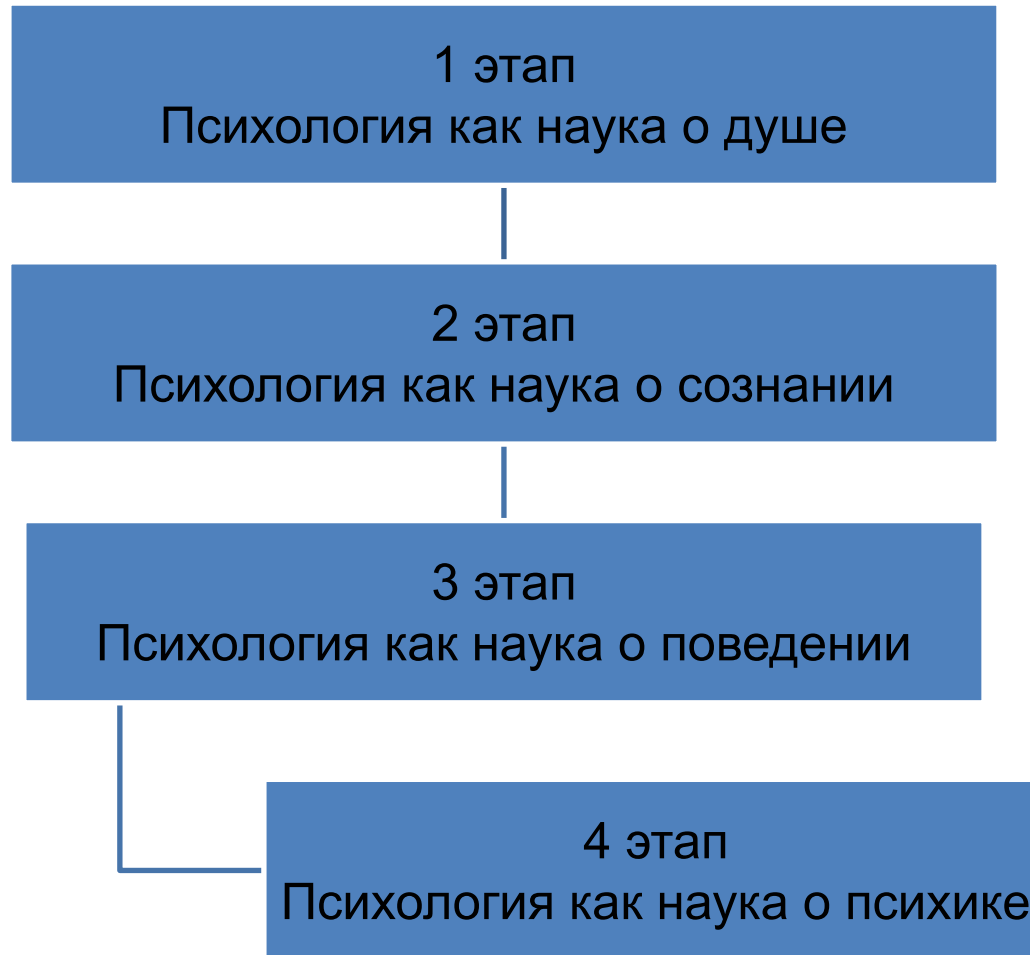 1 этап
Психология как наука о душе
2 этап
Психология как наука о сознании
3 этап
Психология как наука о поведении
4 этап
Психология как наука о психике